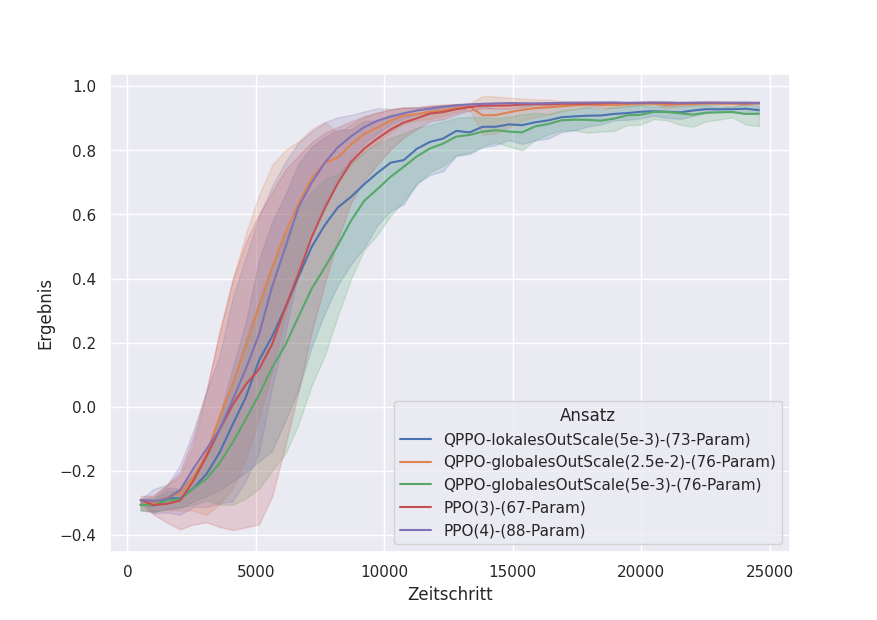 1.0
0.8
0.6
0.4
0.2
0.0
−0.2
−0.4
Ergebnis
0
5000
10000
15000
20000
25000
Zeitschritt
Ansatz
QPPO-lokalesOutScale(5e-3)-(73-Param)
QPPO-globalesOutScale(2.5e-2)-(76-Param)
QPPO-globalesOutScale(5e-3)-(76-Param)
PPO(3)-(67-Param)
PPO(4)-(88-Param)